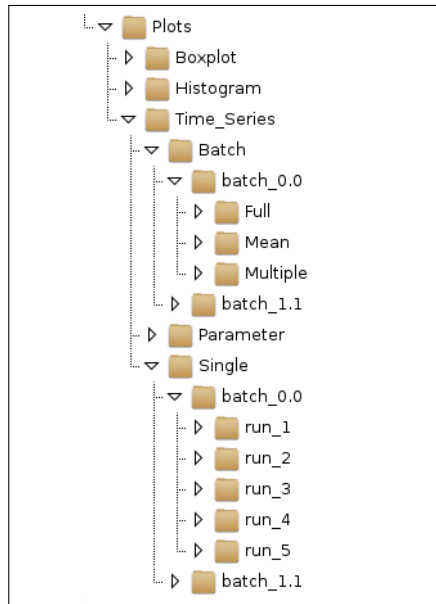 Plots
Boxplot
Histogram
Time_Series
Batch
batch_0.0
Full
Mean
Multiple
batch_1.1
Parameter
Single
batch_0.0
run_1
run_2
run_3
run_4
run_5
batch_1.1